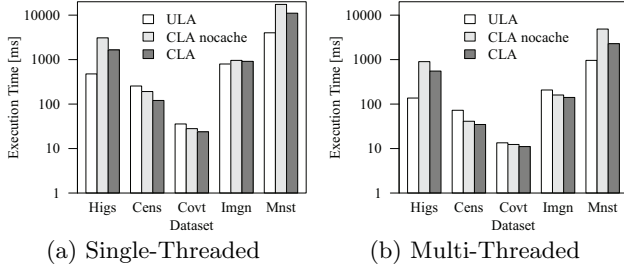 Execution Time [ms]
10000
1000
100
10
1
ULA
CLA nocache
CLA
Higs Cens Covt Imgn Mnst
Dataset
(a) Single-Threaded
Execution Time [ms]
10000
1000
100
10
1
ULA
CLA nocache
CLA
Higs Cens Covt Imgn Mnst
Dataset
(b) Multi-Threaded